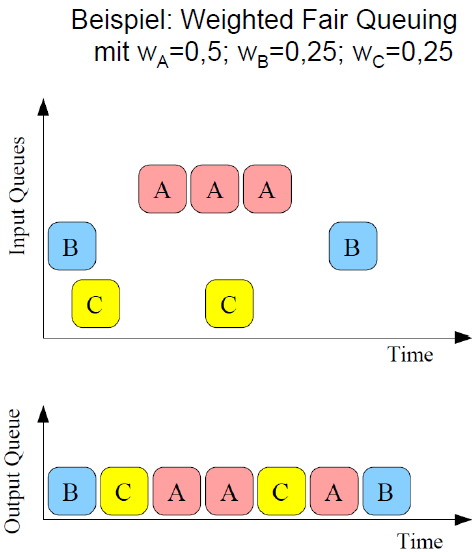 Beispiel: Weighted Fair Queuing
mit wA=0,5; wB=0,25; wC=0,25
Input Queues
A A A
B B
C C
Time
Output Queue
B C A A C A B
Time